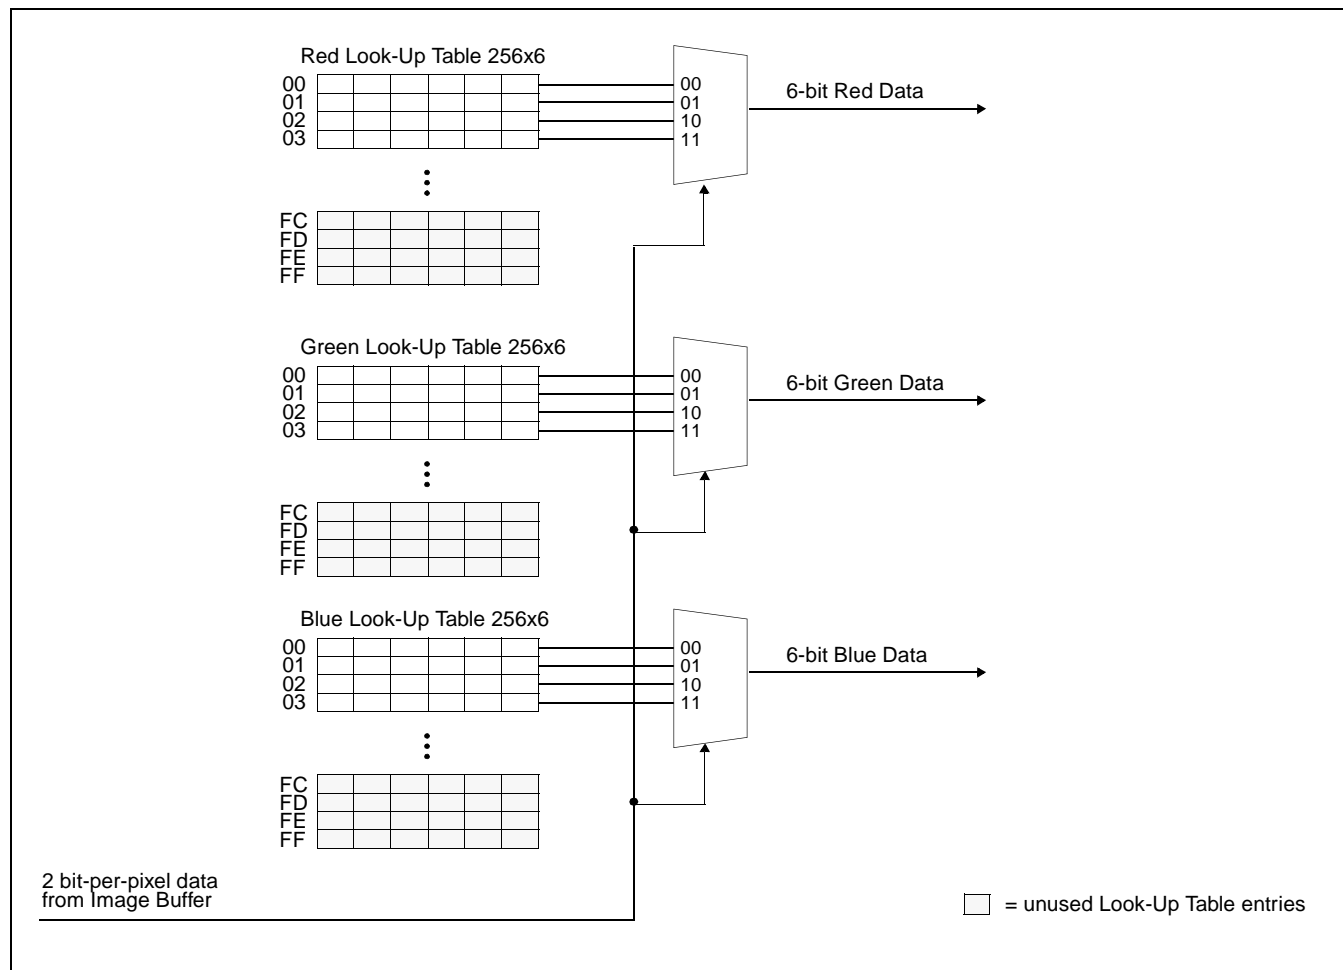 Red Look-Up Table 256x6
00
01
02
03
FC
FD
FE
FF
00
01
10
11
6-bit Red Data
Green Look-Up Table 256x6
00
01
02
03
FC
FD
FE
FF
00
01
10
11
6-bit Green Data
Blue Look-Up Table 256x6
00
01
02
03
FC
FD
FE
FF
00
01
10
11
6-bit Blue Data
2 bit-per-pixel data
from Image Buffer
= unused Look-Up Table entries